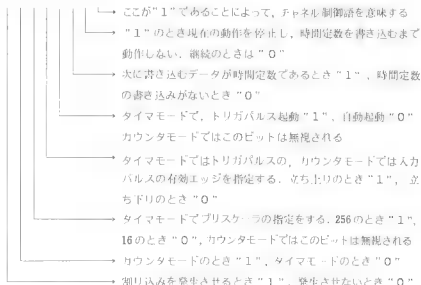 ここが"1"であることによって，チャネル制御語を意味する
"1"のとき現在の動作を停止し，時間定数を書き込むまで
動作しない．継続のときは"0"
次に書き込むデータが時間定数であるとき"1"，時間定数
の書き込みがないとき"0"
タイマモードで，トリガパルス起動"1"，自動起動"0"
カウンタモードではこのビットは無視される
タイマモードではトリガパルスの，カウンタモードでは入力
パルスの有効エッジを指定する．立ち上りのとき"1"，立
ち下りのとき"0"
タイマモードでプリスケーラの指定をする．256のとき"1"，
16のとき"0"，カウンタモードではこのビットは無視される
カウンタモードのとき"1"，タイマモードのとき"0"
割り込みを発生させるとき"1"，発生させないとき"0"